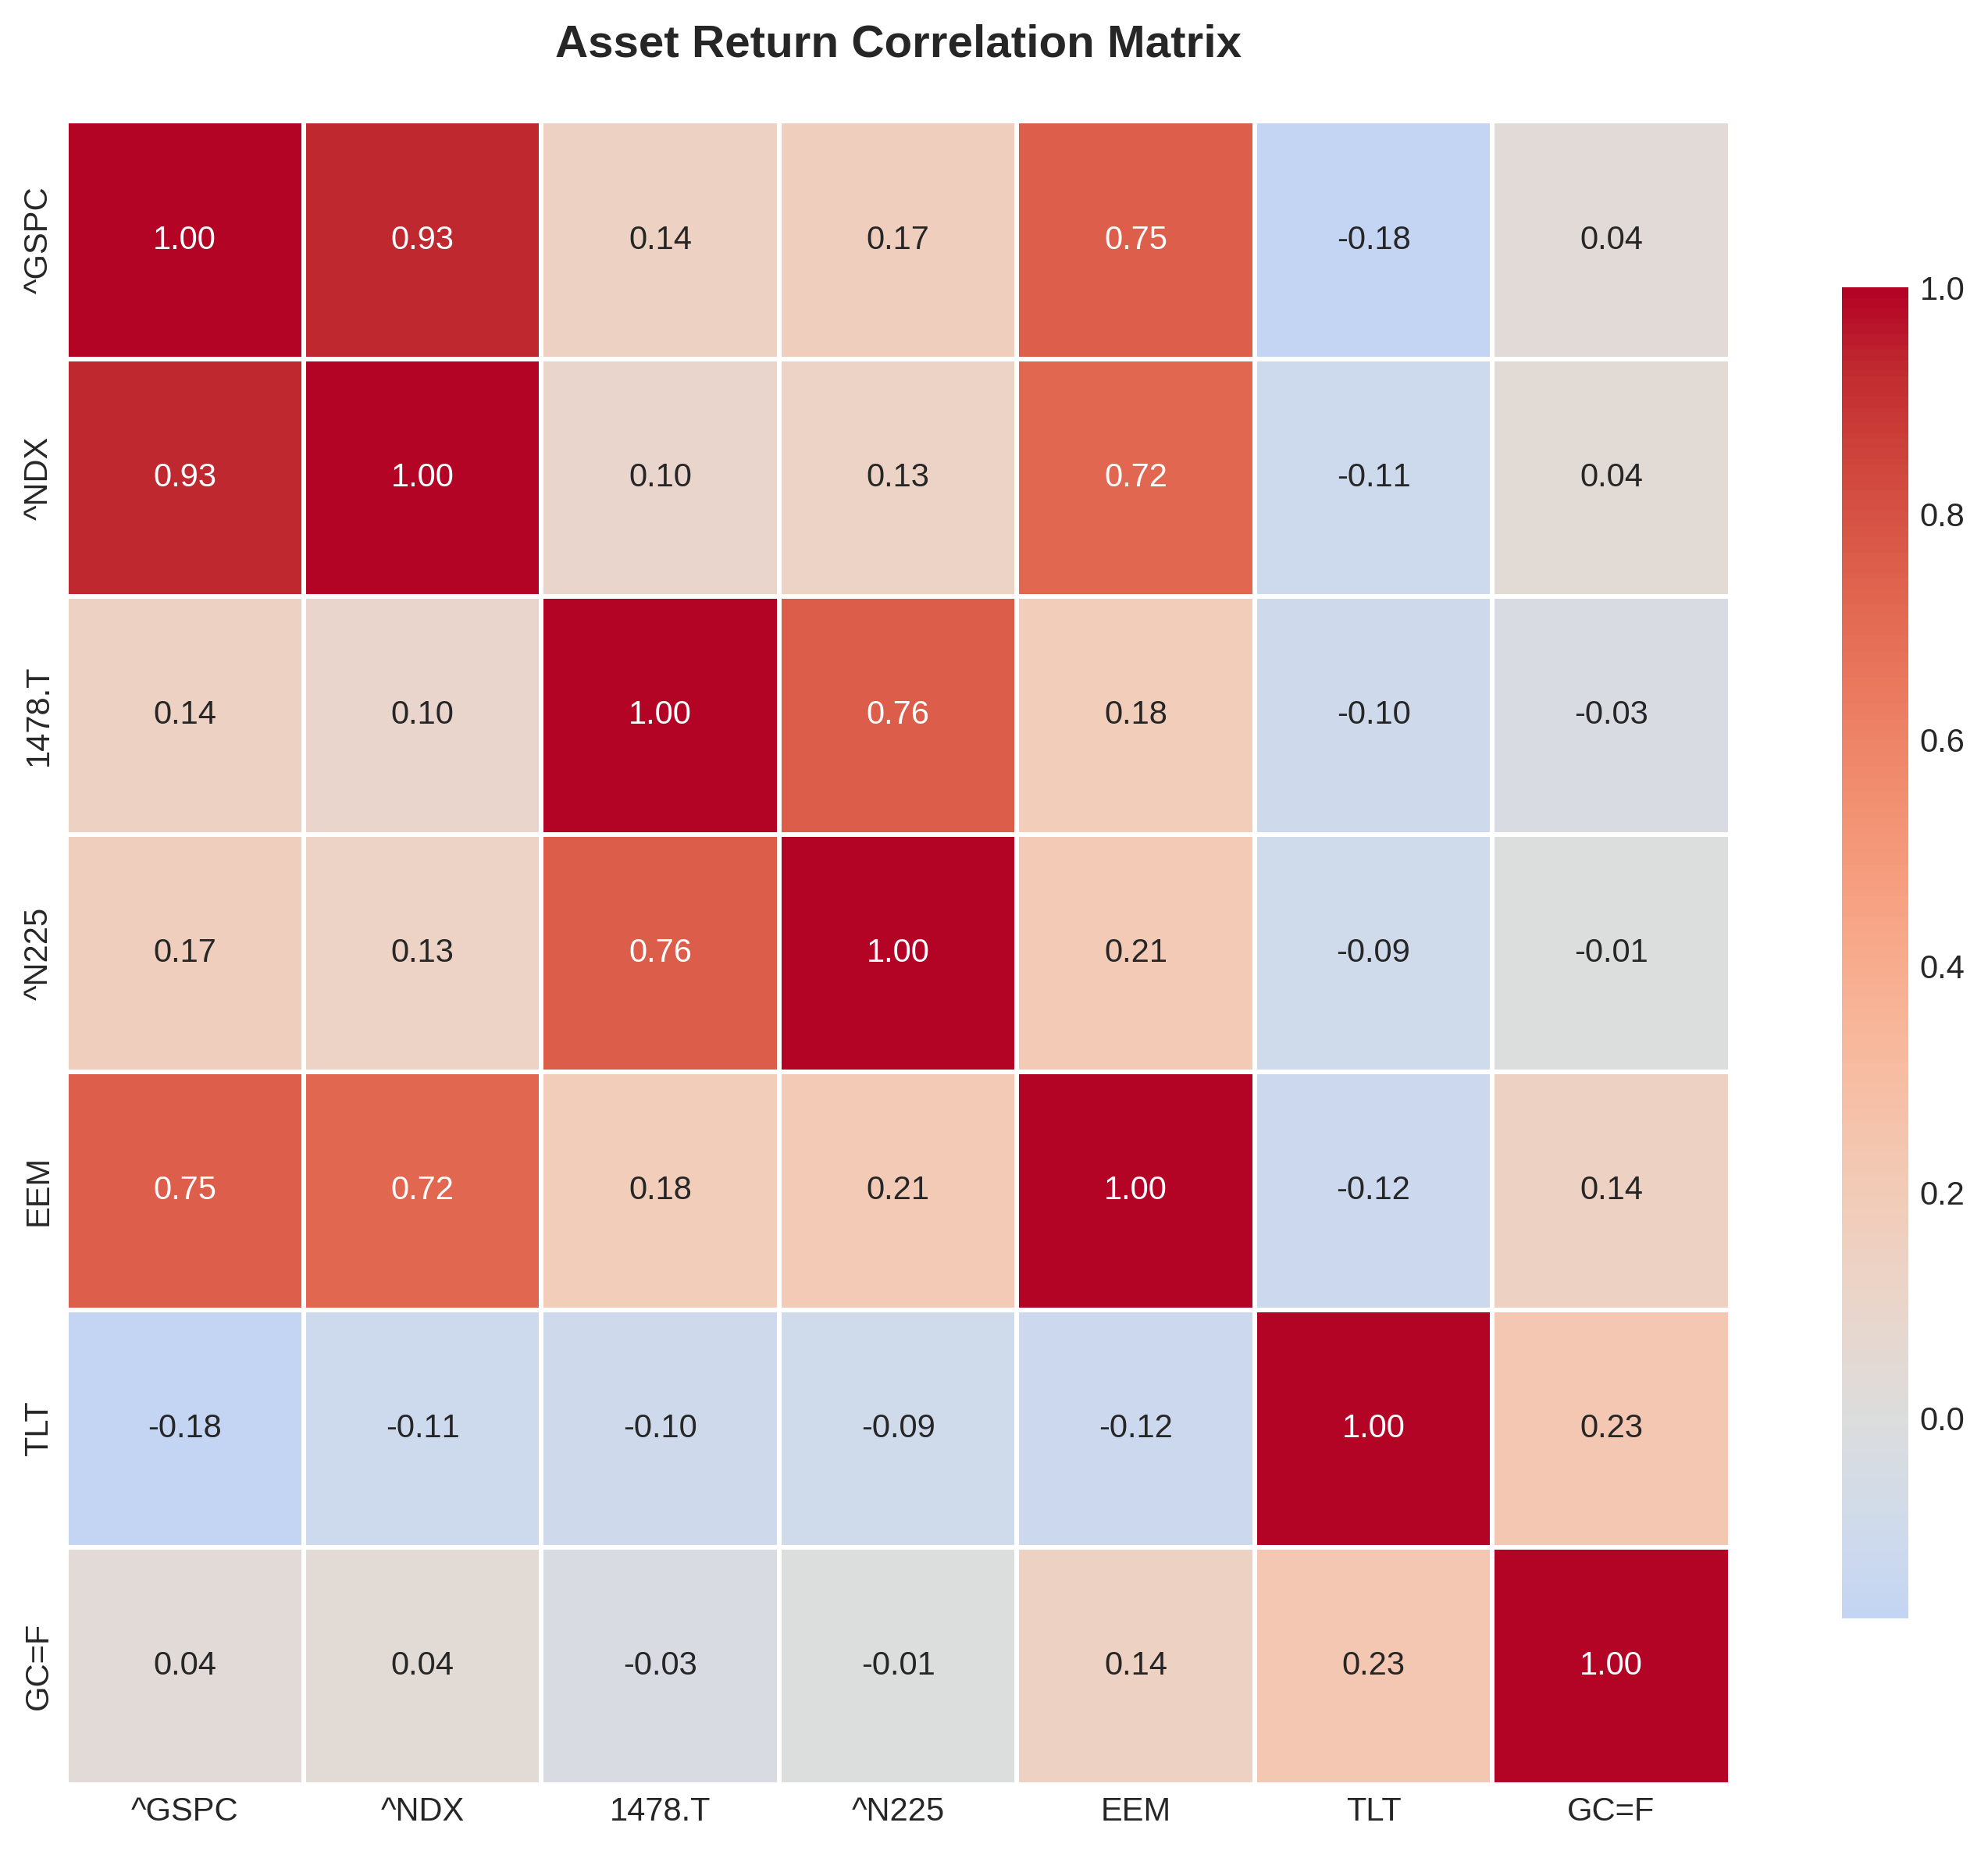 Asset Return Correlation Matrix
^GSPC 1.00 0.93 0.14 0.17 0.75 -0.18 0.04
^NDX 0.93 1.00 0.10 0.13 0.72 -0.11 0.04
1478.T 0.14 0.10 1.00 0.76 0.18 -0.10 -0.03
^N225 0.17 0.13 0.76 1.00 0.21 -0.09 -0.01
EEM 0.75 0.72 0.18 0.21 1.00 -0.12 0.14
TLT -0.18 -0.11 -0.10 -0.09 -0.12 1.00 0.23
GC=F 0.04 0.04 -0.03 -0.01 0.14 0.23 1.00
^GSPC ^NDX 1478.T ^N225 EEM TLT GC=F
1.0
0.8
0.6
0.4
0.2
0.0